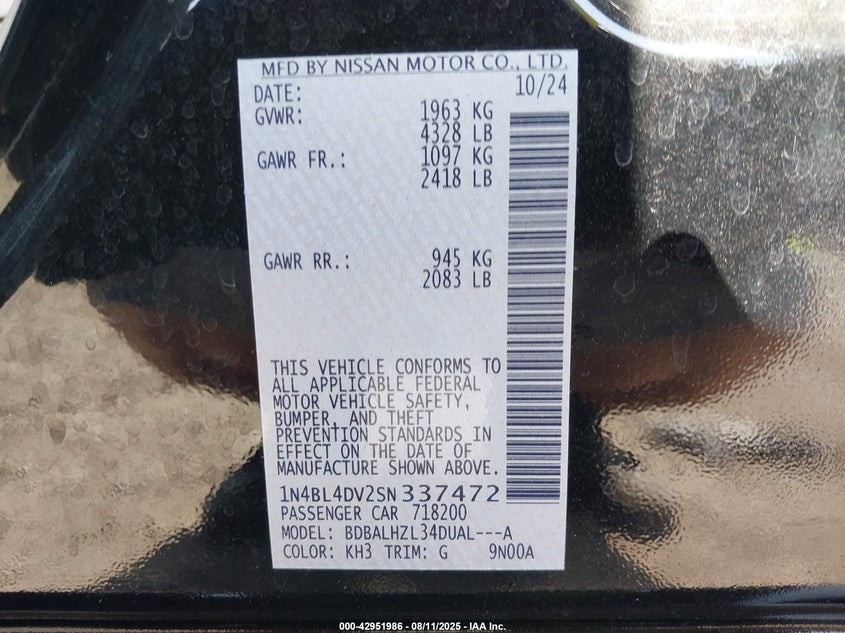 MFD BY NISSAN MOTOR CO., LTD.
DATE: 10/24
GVWR: 1963 KG
4328 LB
GAWR FR.: 1097 KG
2418 LB
GAWR RR.: 945 KG
2083 LB
THIS VEHICLE CONFORMS TO
ALL APPLICABLE FEDERAL
MOTOR VEHICLE SAFETY,
BUMPER, AND THEFT
PREVENTION STANDARDS IN
EFFECT ON THE DATE OF
MANUFACTURE SHOWN ABOVE.
1N4BL4DV2SN337472
PASSENGER CAR 718200
MODEL: BDBALHZL34DUAL---A
COLOR: KH3 TRIM: G 9N00A
000-42951986 - 08/11/2025 - IAA Inc.